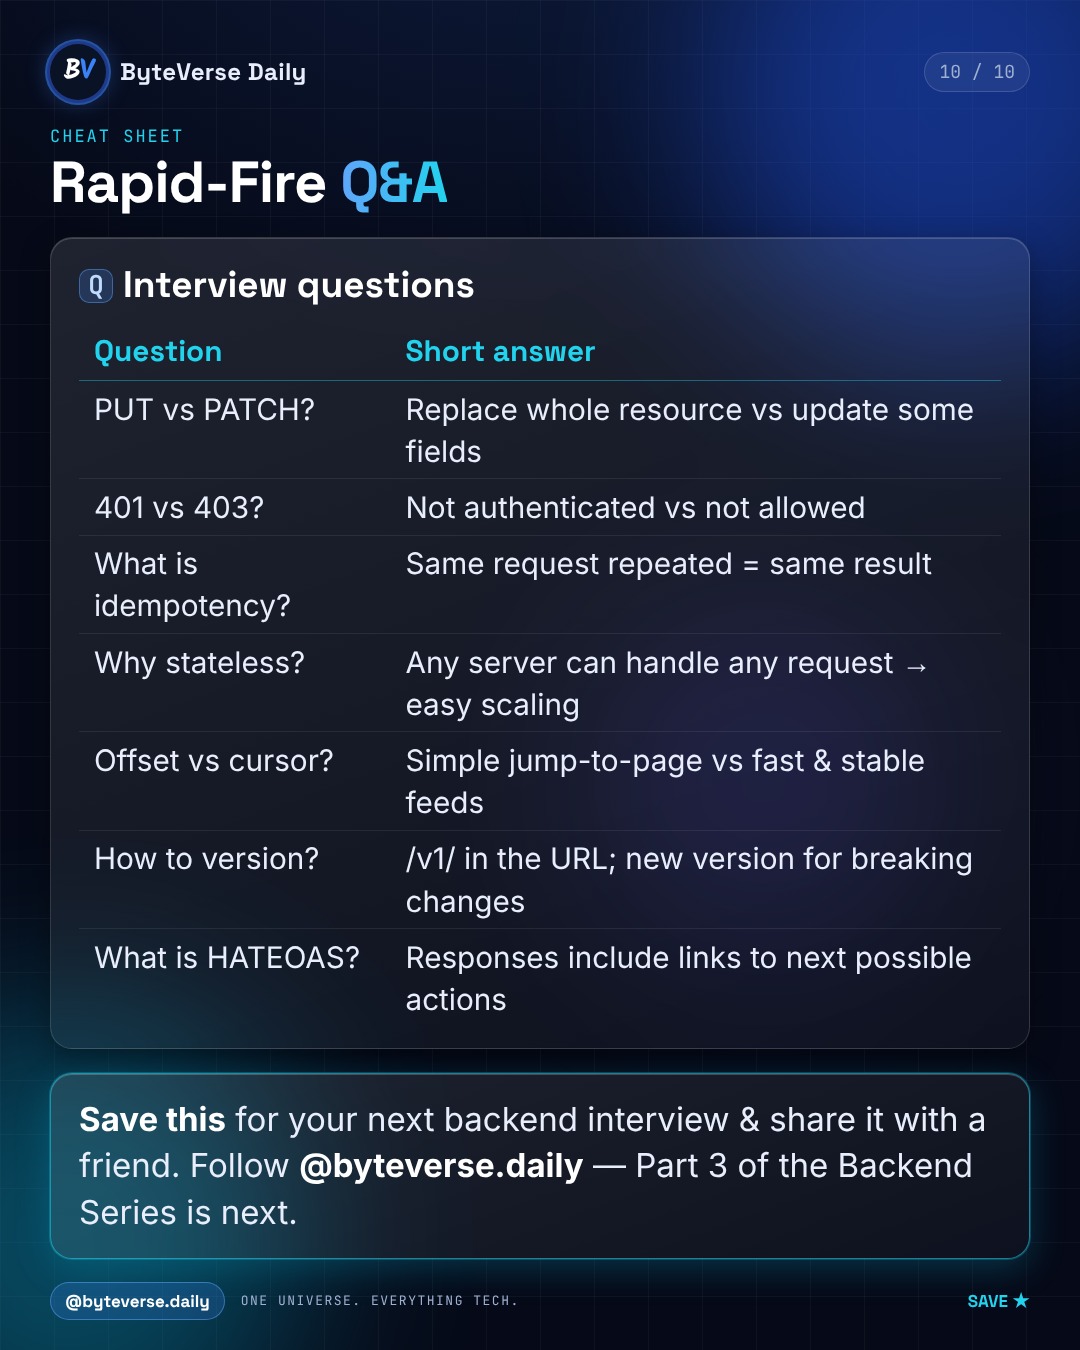 BV ByteVerse Daily
10 / 10
CHEAT SHEET
Rapid-Fire Q&A
Q Interview questions
Question Short answer
PUT vs PATCH? Replace whole resource vs update some
fields
401 vs 403? Not authenticated vs not allowed
What is Same request repeated = same result
idempotency?
Why stateless? Any server can handle any request →
easy scaling
Offset vs cursor? Simple jump-to-page vs fast & stable
feeds
How to version? /v1/ in the URL; new version for breaking
changes
What is HATEOAS? Responses include links to next possible
actions
Save this for your next backend interview & share it with a
friend. Follow @byteverse.daily — Part 3 of the Backend
Series is next.
@byteverse.daily ONE UNIVERSE. EVERYTHING TECH. SAVE ★